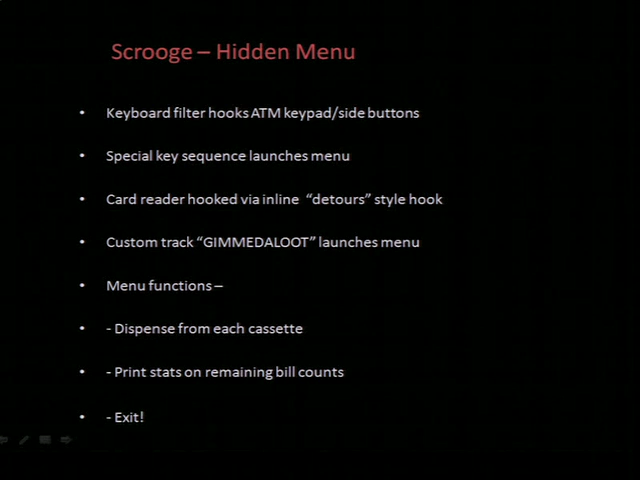 Scrooge – Hidden Menu
• Keyboard filter hooks ATM keypad/side buttons
• Special key sequence launches menu
• Card reader hooked via inline “detours” style hook
• Custom track “GIMMEDALOOT” launches menu
• Menu functions –
• - Dispense from each cassette
• - Print stats on remaining bill counts
• - Exit!